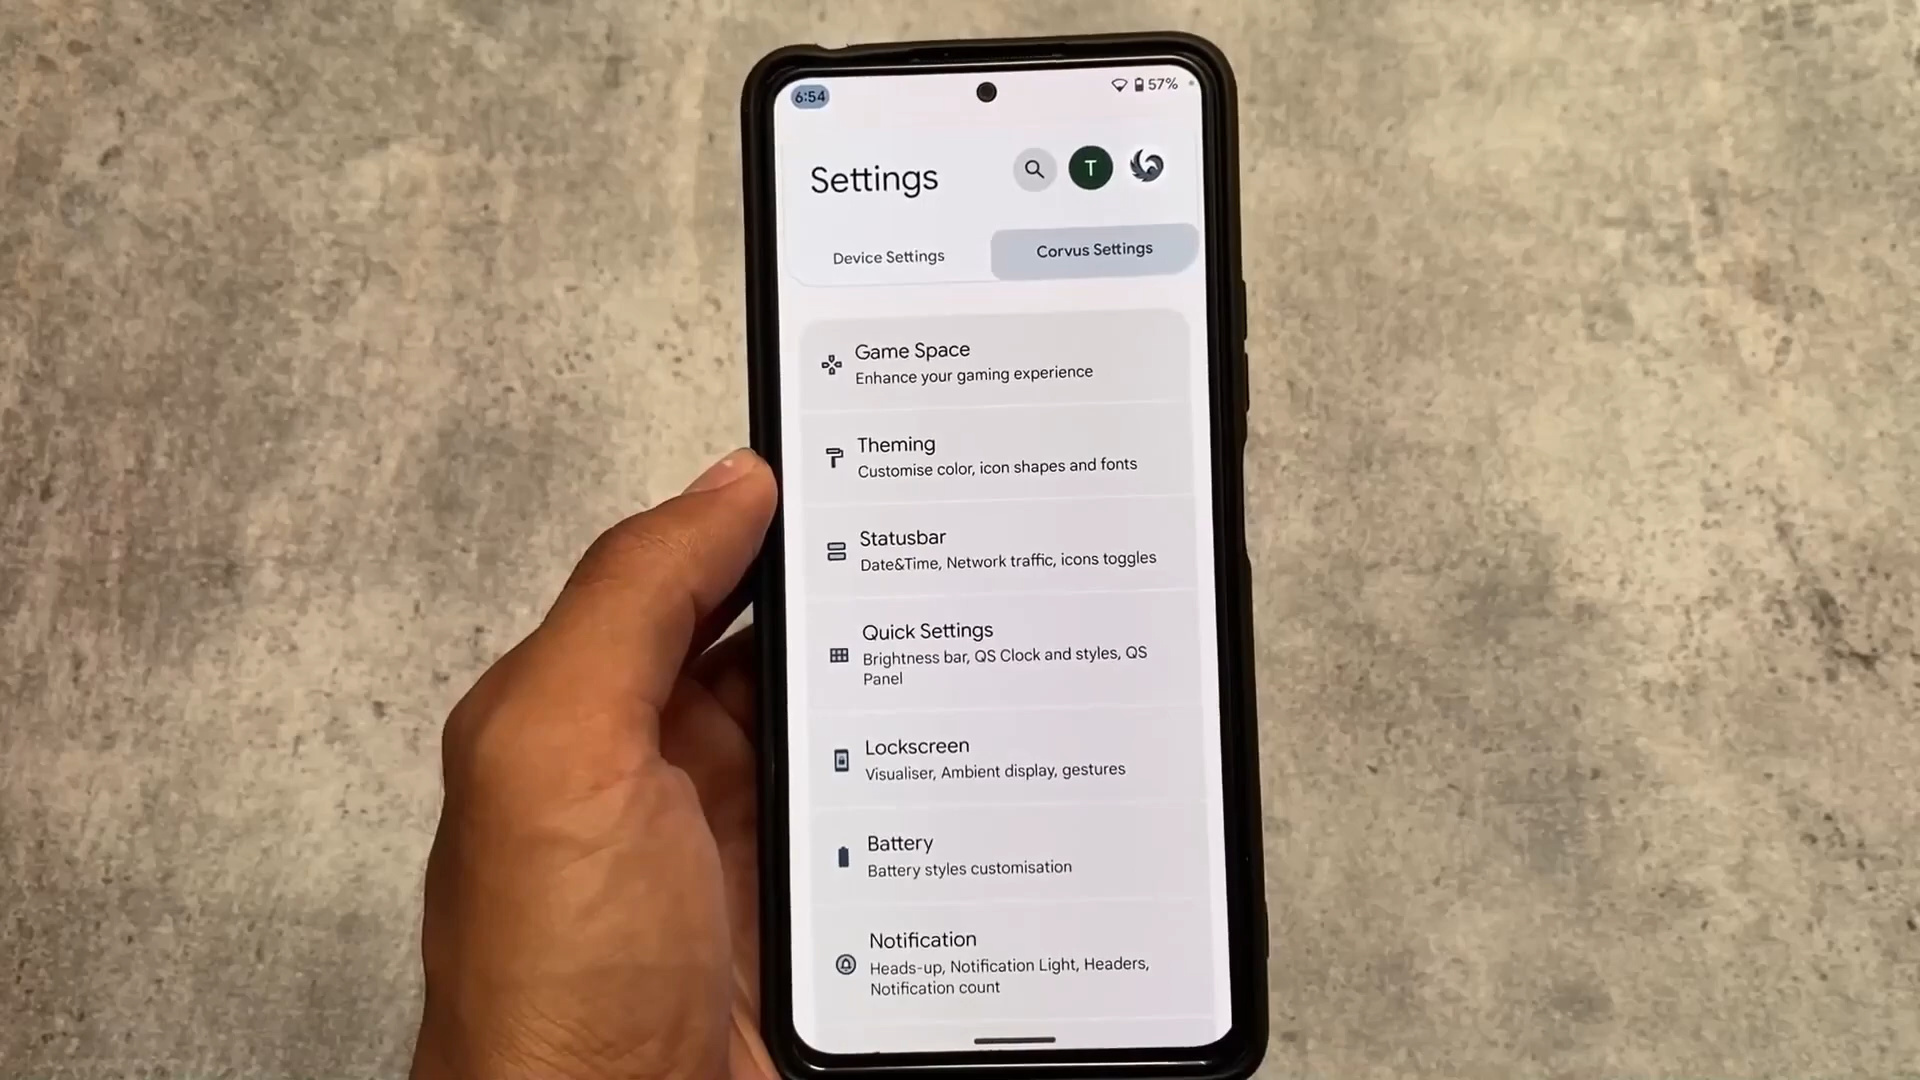 6:54
57%
Settings
T
Device Settings
Corvus Settings
Game Space
Enhance your gaming experience
Theming
Customise color, icon shapes and fonts
Statusbar
Date&Time, Network traffic, icons toggles
Quick Settings
Brightness bar, QS Clock and styles, QS
Panel
Lockscreen
Visualiser, Ambient display, gestures
Battery
Battery styles customisation
Notification
Heads-up, Notification Light, Headers,
Notification count